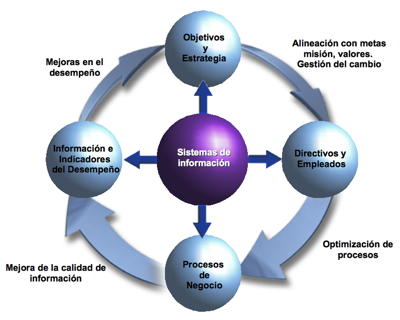 Objetivos
y
Estrategia
Alineación con metas
misión, valores.
Gestión del cambio
Mejoras en el
desempeño
Sistemas de
información
Información e
Indicadores
del Desempeño
Directivos y
Empleados
Optimización de
procesos
Procesos
de
Negocio
Mejora de la calidad de
información